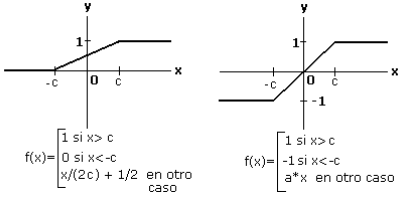 y
1
-c 0 c x
f(x)= 1 si x> c
0 si x<-c
x/(2c) + 1/2 en otro
caso
y
1
-c 0 c x
-1
f(x)= 1 si x> c
-1 si x<-c
a*x en otro caso